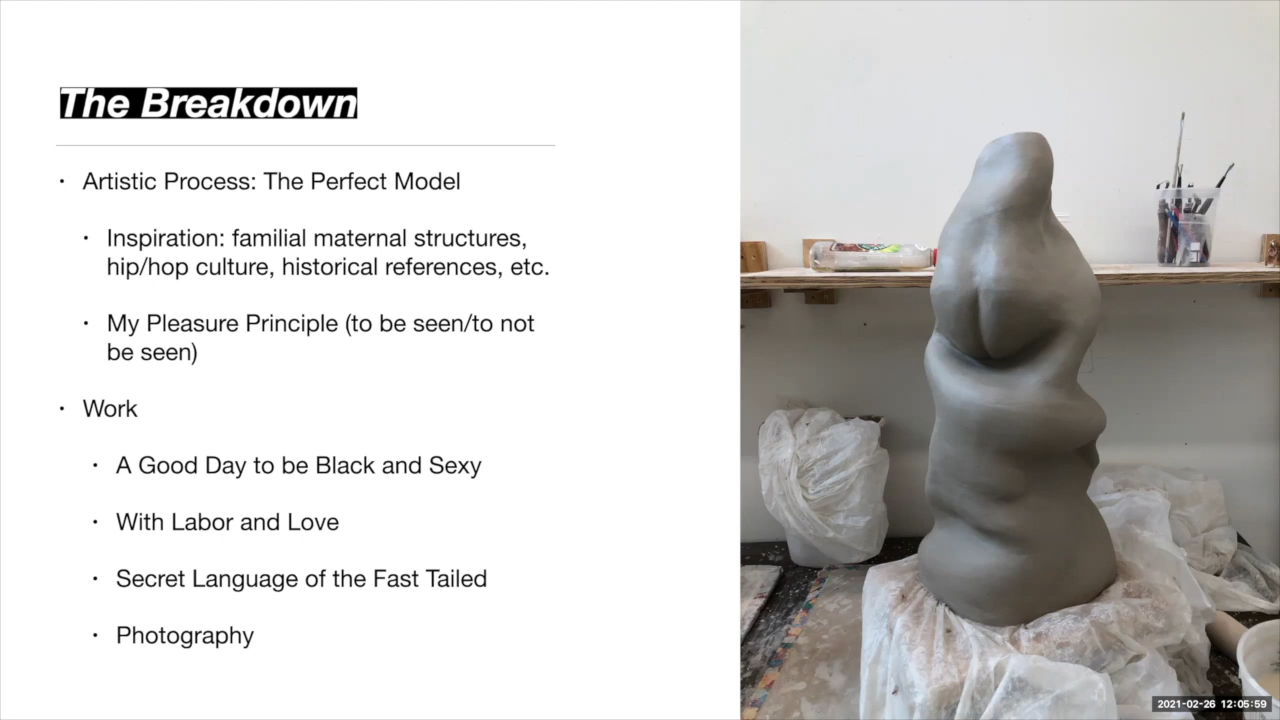 The Breakdown
• Artistic Process: The Perfect Model
• Inspiration: familial maternal structures,
hip/hop culture, historical references, etc.
• My Pleasure Principle (to be seen/to not
be seen)
• Work
• A Good Day to be Black and Sexy
• With Labor and Love
• Secret Language of the Fast Tailed
• Photography
2021-02-26 12:05:59